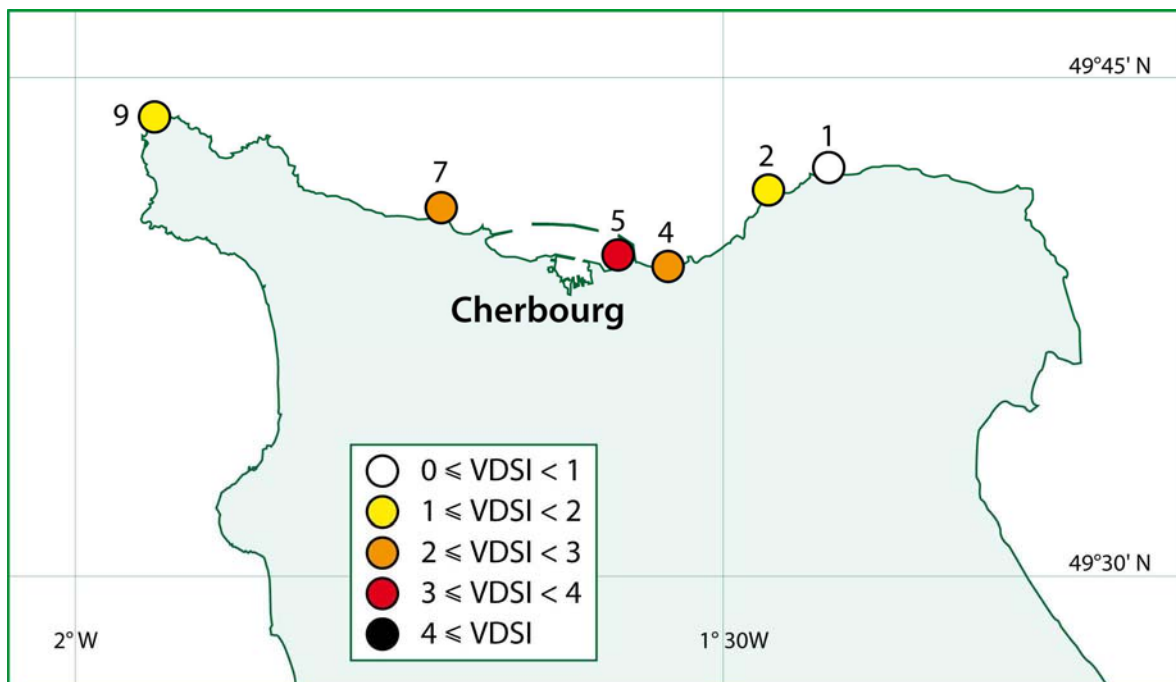 49°45' N
9
1
2
7
5
4
Cherbourg
0 ⩽ VDSI < 1
1 ⩽ VDSI < 2
2 ⩽ VDSI < 3
3 ⩽ VDSI < 4
4 ⩽ VDSI
49°30' N
2° W
1° 30W